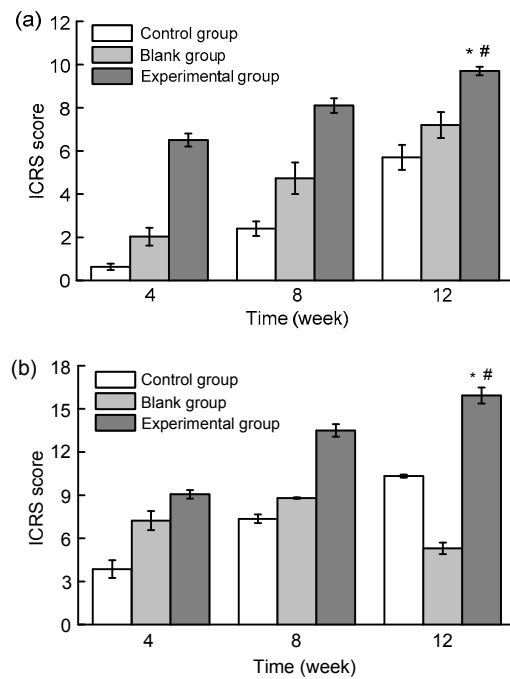 (a)
Control group
Blank group
Experimental group
* #
ICRS score
12
10
8
6
4
2
0
4 8 12
Time (week)
(b)
Control group
Blank group
Experimental group
* #
ICRS score
18
15
12
9
6
3
0
4 8 12
Time (week)